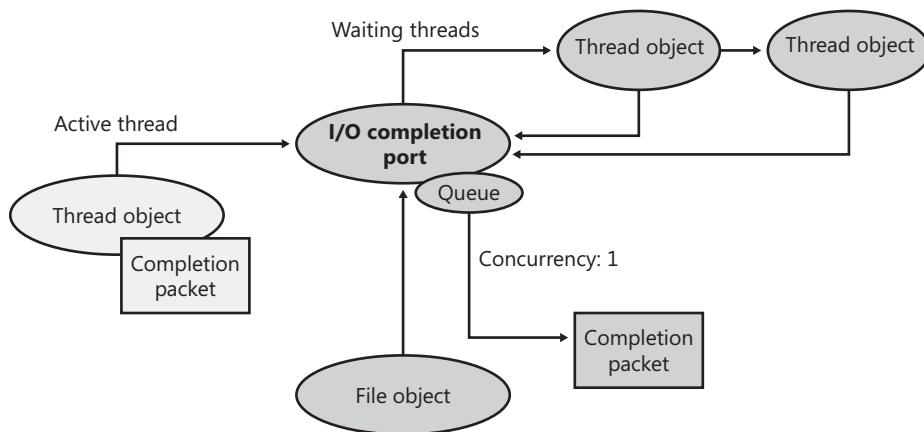 Waiting threads
Thread object
Thread object
Active thread
I/O completion
port
Queue
Thread object
Completion
packet
Concurrency: 1
Completion
packet
File object